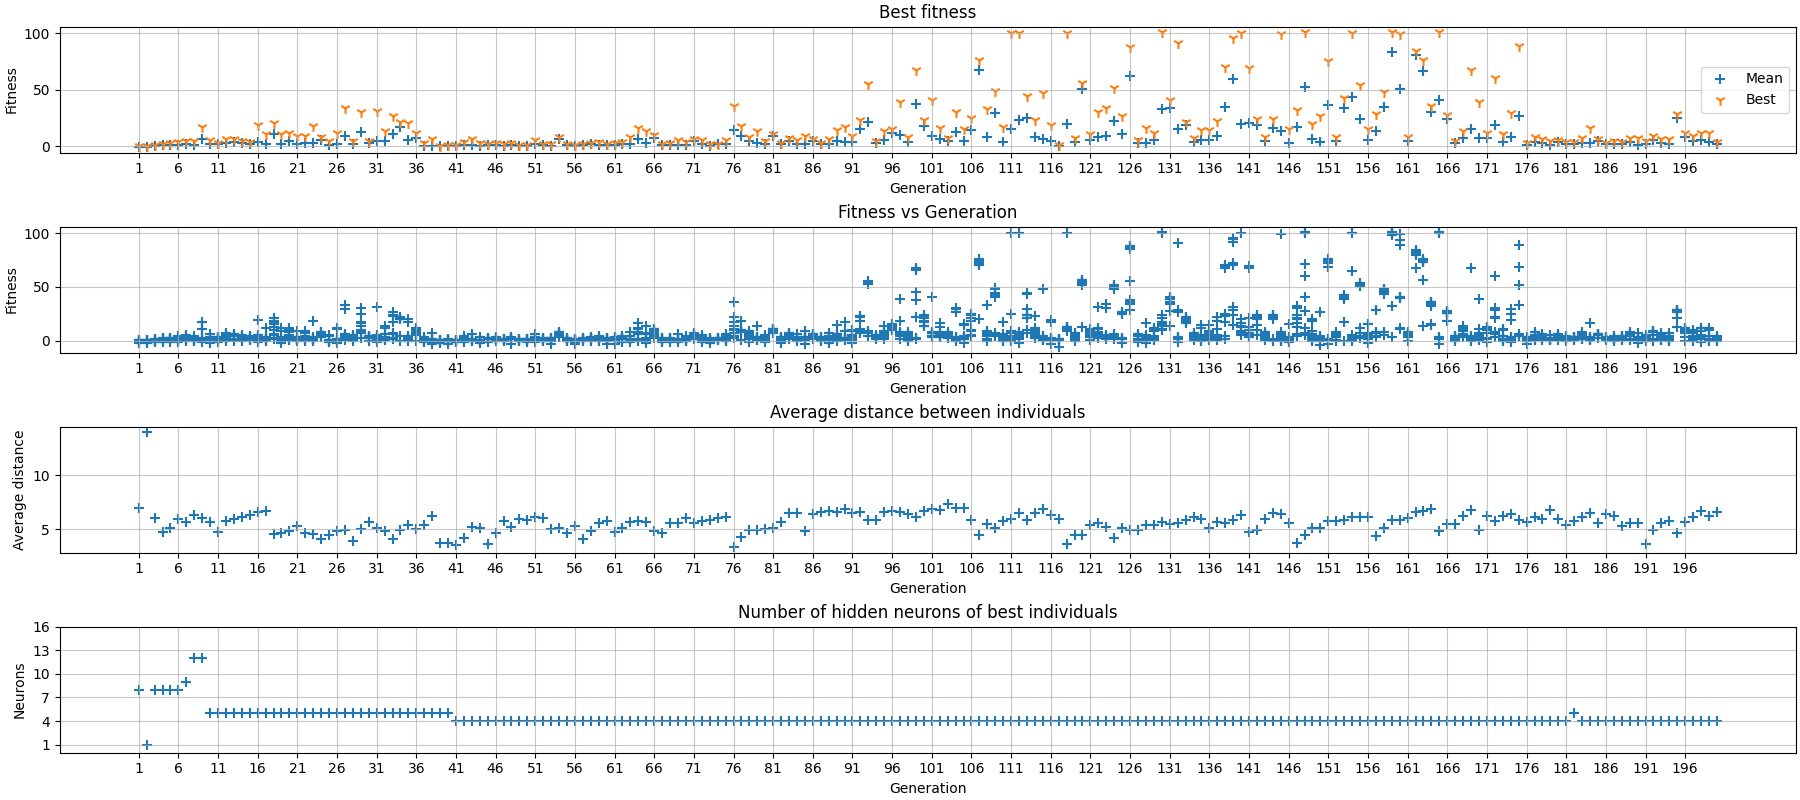 Best fitness
100
50
0
Fitness
Mean
Best
1 6 11 16 21 26 31 36 41 46 51 56 61 66 71 76 81 86 91 96 101 106 111 116 121 126 131 136 141 146 151 156 161 166 171 176 181 186 191 196
Generation
Fitness vs Generation
100
50
0
Fitness
1 6 11 16 21 26 31 36 41 46 51 56 61 66 71 76 81 86 91 96 101 106 111 116 121 126 131 136 141 146 151 156 161 166 171 176 181 186 191 196
Generation
Average distance between individuals
10
5
Average distance
1 6 11 16 21 26 31 36 41 46 51 56 61 66 71 76 81 86 91 96 101 106 111 116 121 126 131 136 141 146 151 156 161 166 171 176 181 186 191 196
Generation
Number of hidden neurons of best individuals
16
13
10
7
4
1
Neurons
1 6 11 16 21 26 31 36 41 46 51 56 61 66 71 76 81 86 91 96 101 106 111 116 121 126 131 136 141 146 151 156 161 166 171 176 181 186 191 196
Generation